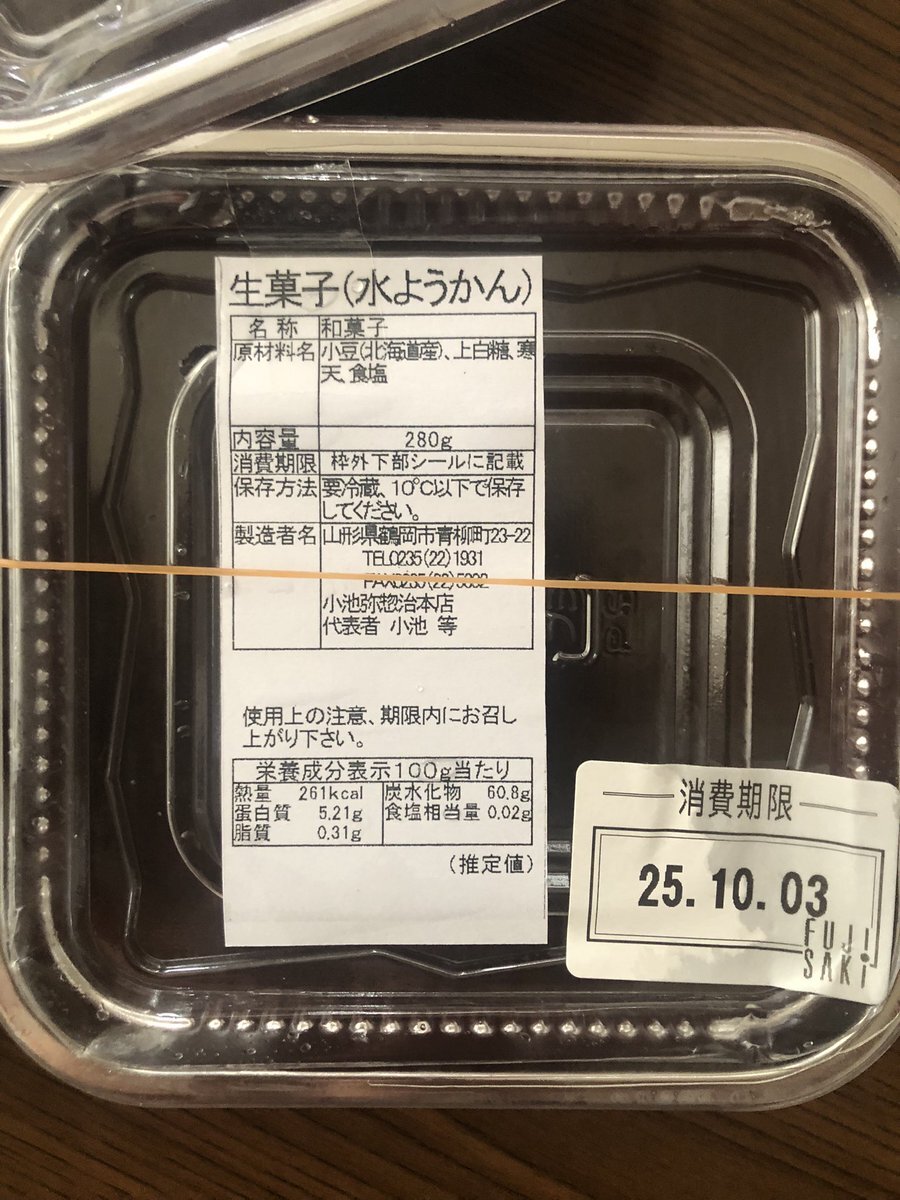 生菓子(水ようかん)
名称 和菓子
原材料名 小豆(北海道産)、上白糖、寒
天、食塩
内容量 280g
消費期限 枠外下部シールに記載
保存方法 要冷蔵、10℃以下で保存
してください。
製造者名 山形県鶴岡市青柳町23-22
TEL0235(22)1931
小池弥惣治本店
代表者 小池 等
使用上の注意、期限内にお召し
上がり下さい。
栄養成分表示100g当たり
熱量 261kcal 炭水化物 60.8g
蛋白質 5.21g 食塩相当量 0.02g
脂質 0.31g
(推定値)
消費期限
25.10.03
FUJI
SAKI